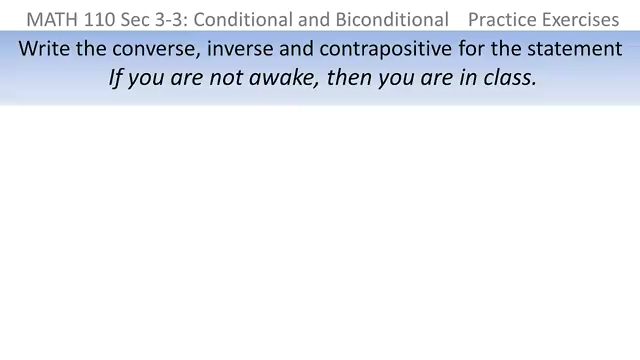 MATH 110 Sec 3-3: Conditional and Biconditional Practice Exercises
Write the converse, inverse and contrapositive for the statement
If you are not awake, then you are in class.